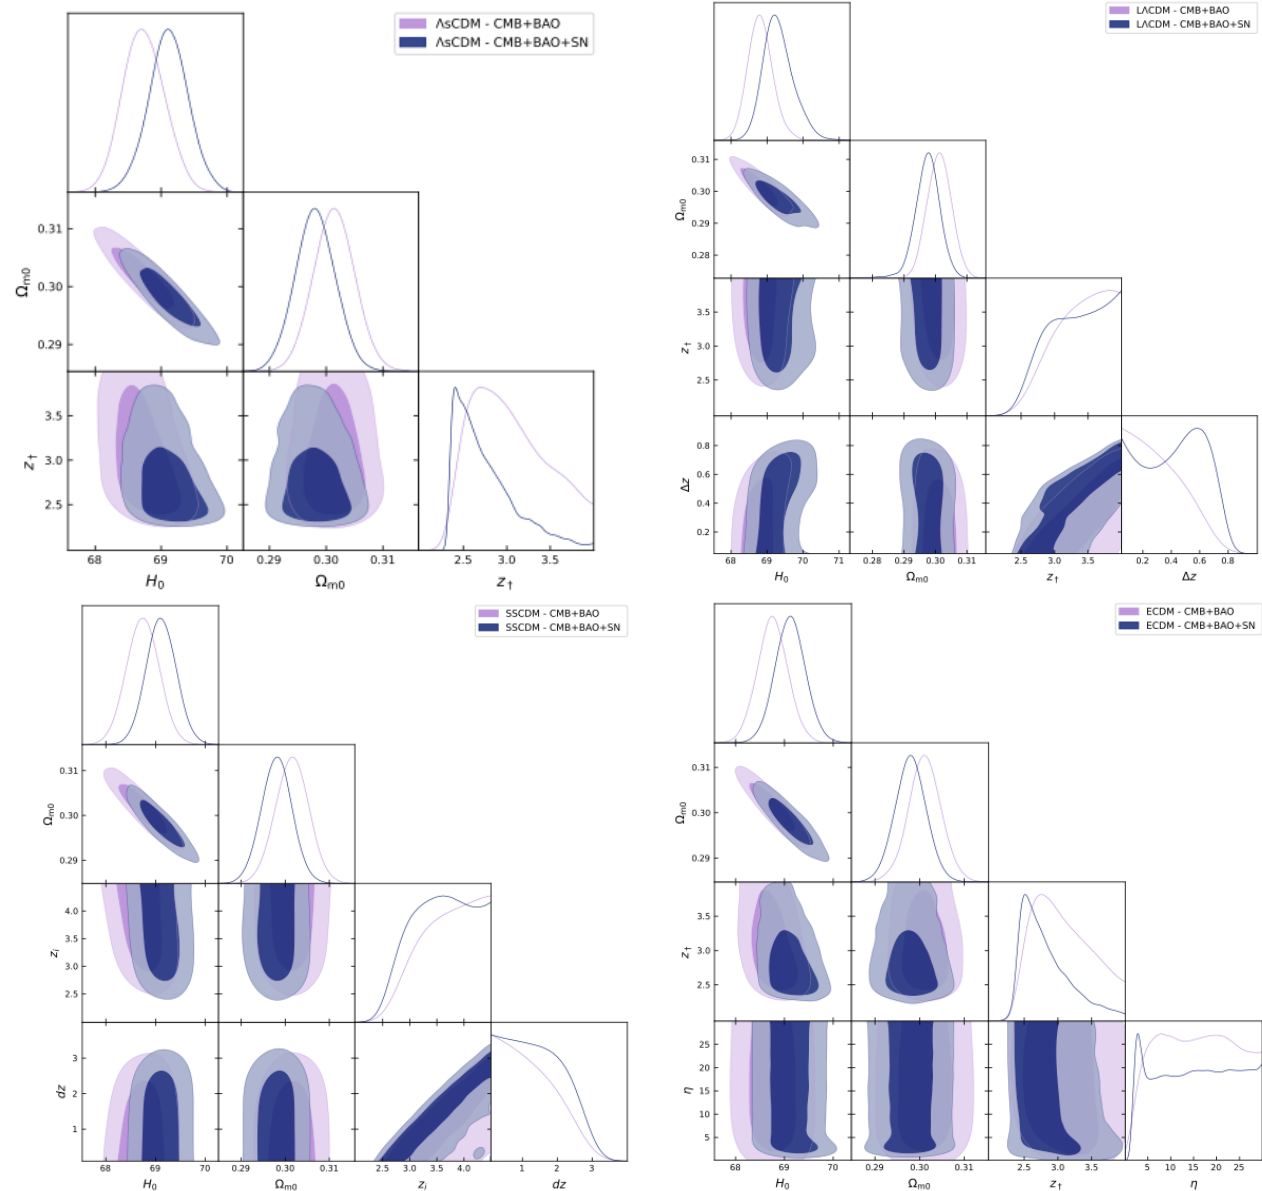 ΛsCDM - CMB+BAO
ΛsCDM - CMB+BAO+SN
Ωm0
0.31
0.30
0.29
z†
3.5
3.0
2.5
68 69 70
0.29 0.30 0.31
2.5 3.0 3.5
H0
Ωm0
z†
LΛCDM - CMB+BAO
LΛCDM - CMB+BAO+SN
Ωm0
0.31
0.30
0.29
0.28
z†
3.5
3.0
2.5
Δz
0.8
0.6
0.4
0.2
68 69 70 71
0.28 0.29 0.30 0.31
2.5 3.0 3.5
0.2 0.4 0.6 0.8
H0
Ωm0
z†
Δz
SSCDM - CMB+BAO
SSCDM - CMB+BAO+SN
Ωm0
0.31
0.30
0.29
zi
4.0
3.5
3.0
2.5
dz
3
2
1
68 69 70
0.29 0.30 0.31
2.5 3.0 3.5 4.0
1 2 3
H0
Ωm0
zi
dz
ECDM - CMB+BAO
ECDM - CMB+BAO+SN
Ωm0
0.31
0.30
0.29
z†
3.5
3.0
2.5
η
25
20
15
10
5
68 69 70
0.29 0.30 0.31
2.5 3.0 3.5
5 10 15 20 25
H0
Ωm0
z†
η